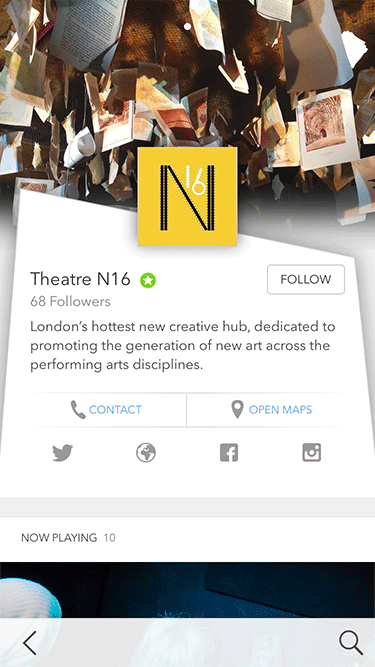 N16
Theatre N16
FOLLOW
68 Followers
London's hottest new creative hub, dedicated to
promoting the generation of new art across the
performing arts disciplines.
CONTACT
OPEN MAPS
NOW PLAYING 10